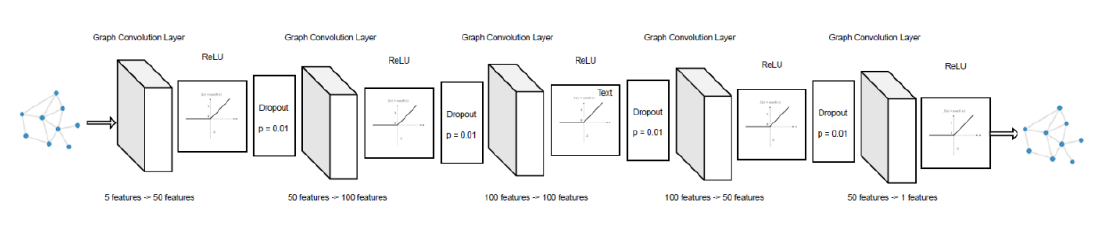 Graph Convolution Layer
Graph Convolution Layer
Graph Convolution Layer
Graph Convolution Layer
Graph Convolution Layer
ReLU
ReLU
ReLU
ReLU
ReLU
Text
Dropout
p = 0.01
Dropout
p = 0.01
Dropout
p = 0.01
Dropout
p = 0.01
5 features -> 50 features
50 features -> 100 features
100 features -> 100 features
100 features -> 50 features
50 features -> 1 features